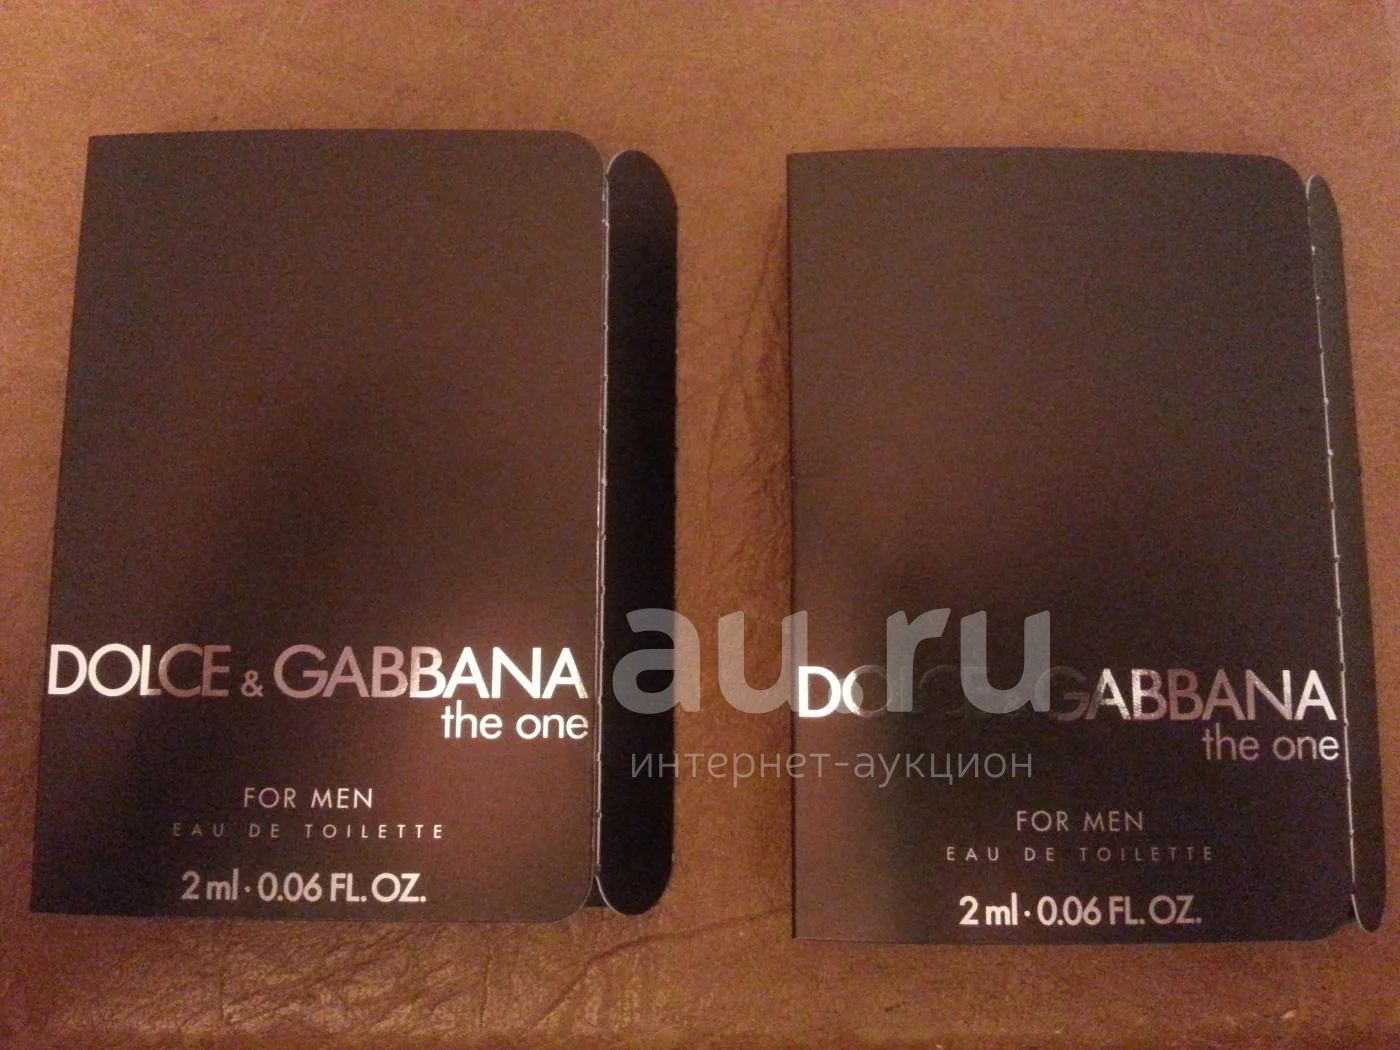 DOLCE & GABBANA
the one
FOR MEN
EAU DE TOILETTE
2 ml · 0.06 FL. OZ.
DOLCE & GABBANA
the one
FOR MEN
EAU DE TOILETTE
2 ml · 0.06 FL. OZ.
au.ru
интернет-аукцион